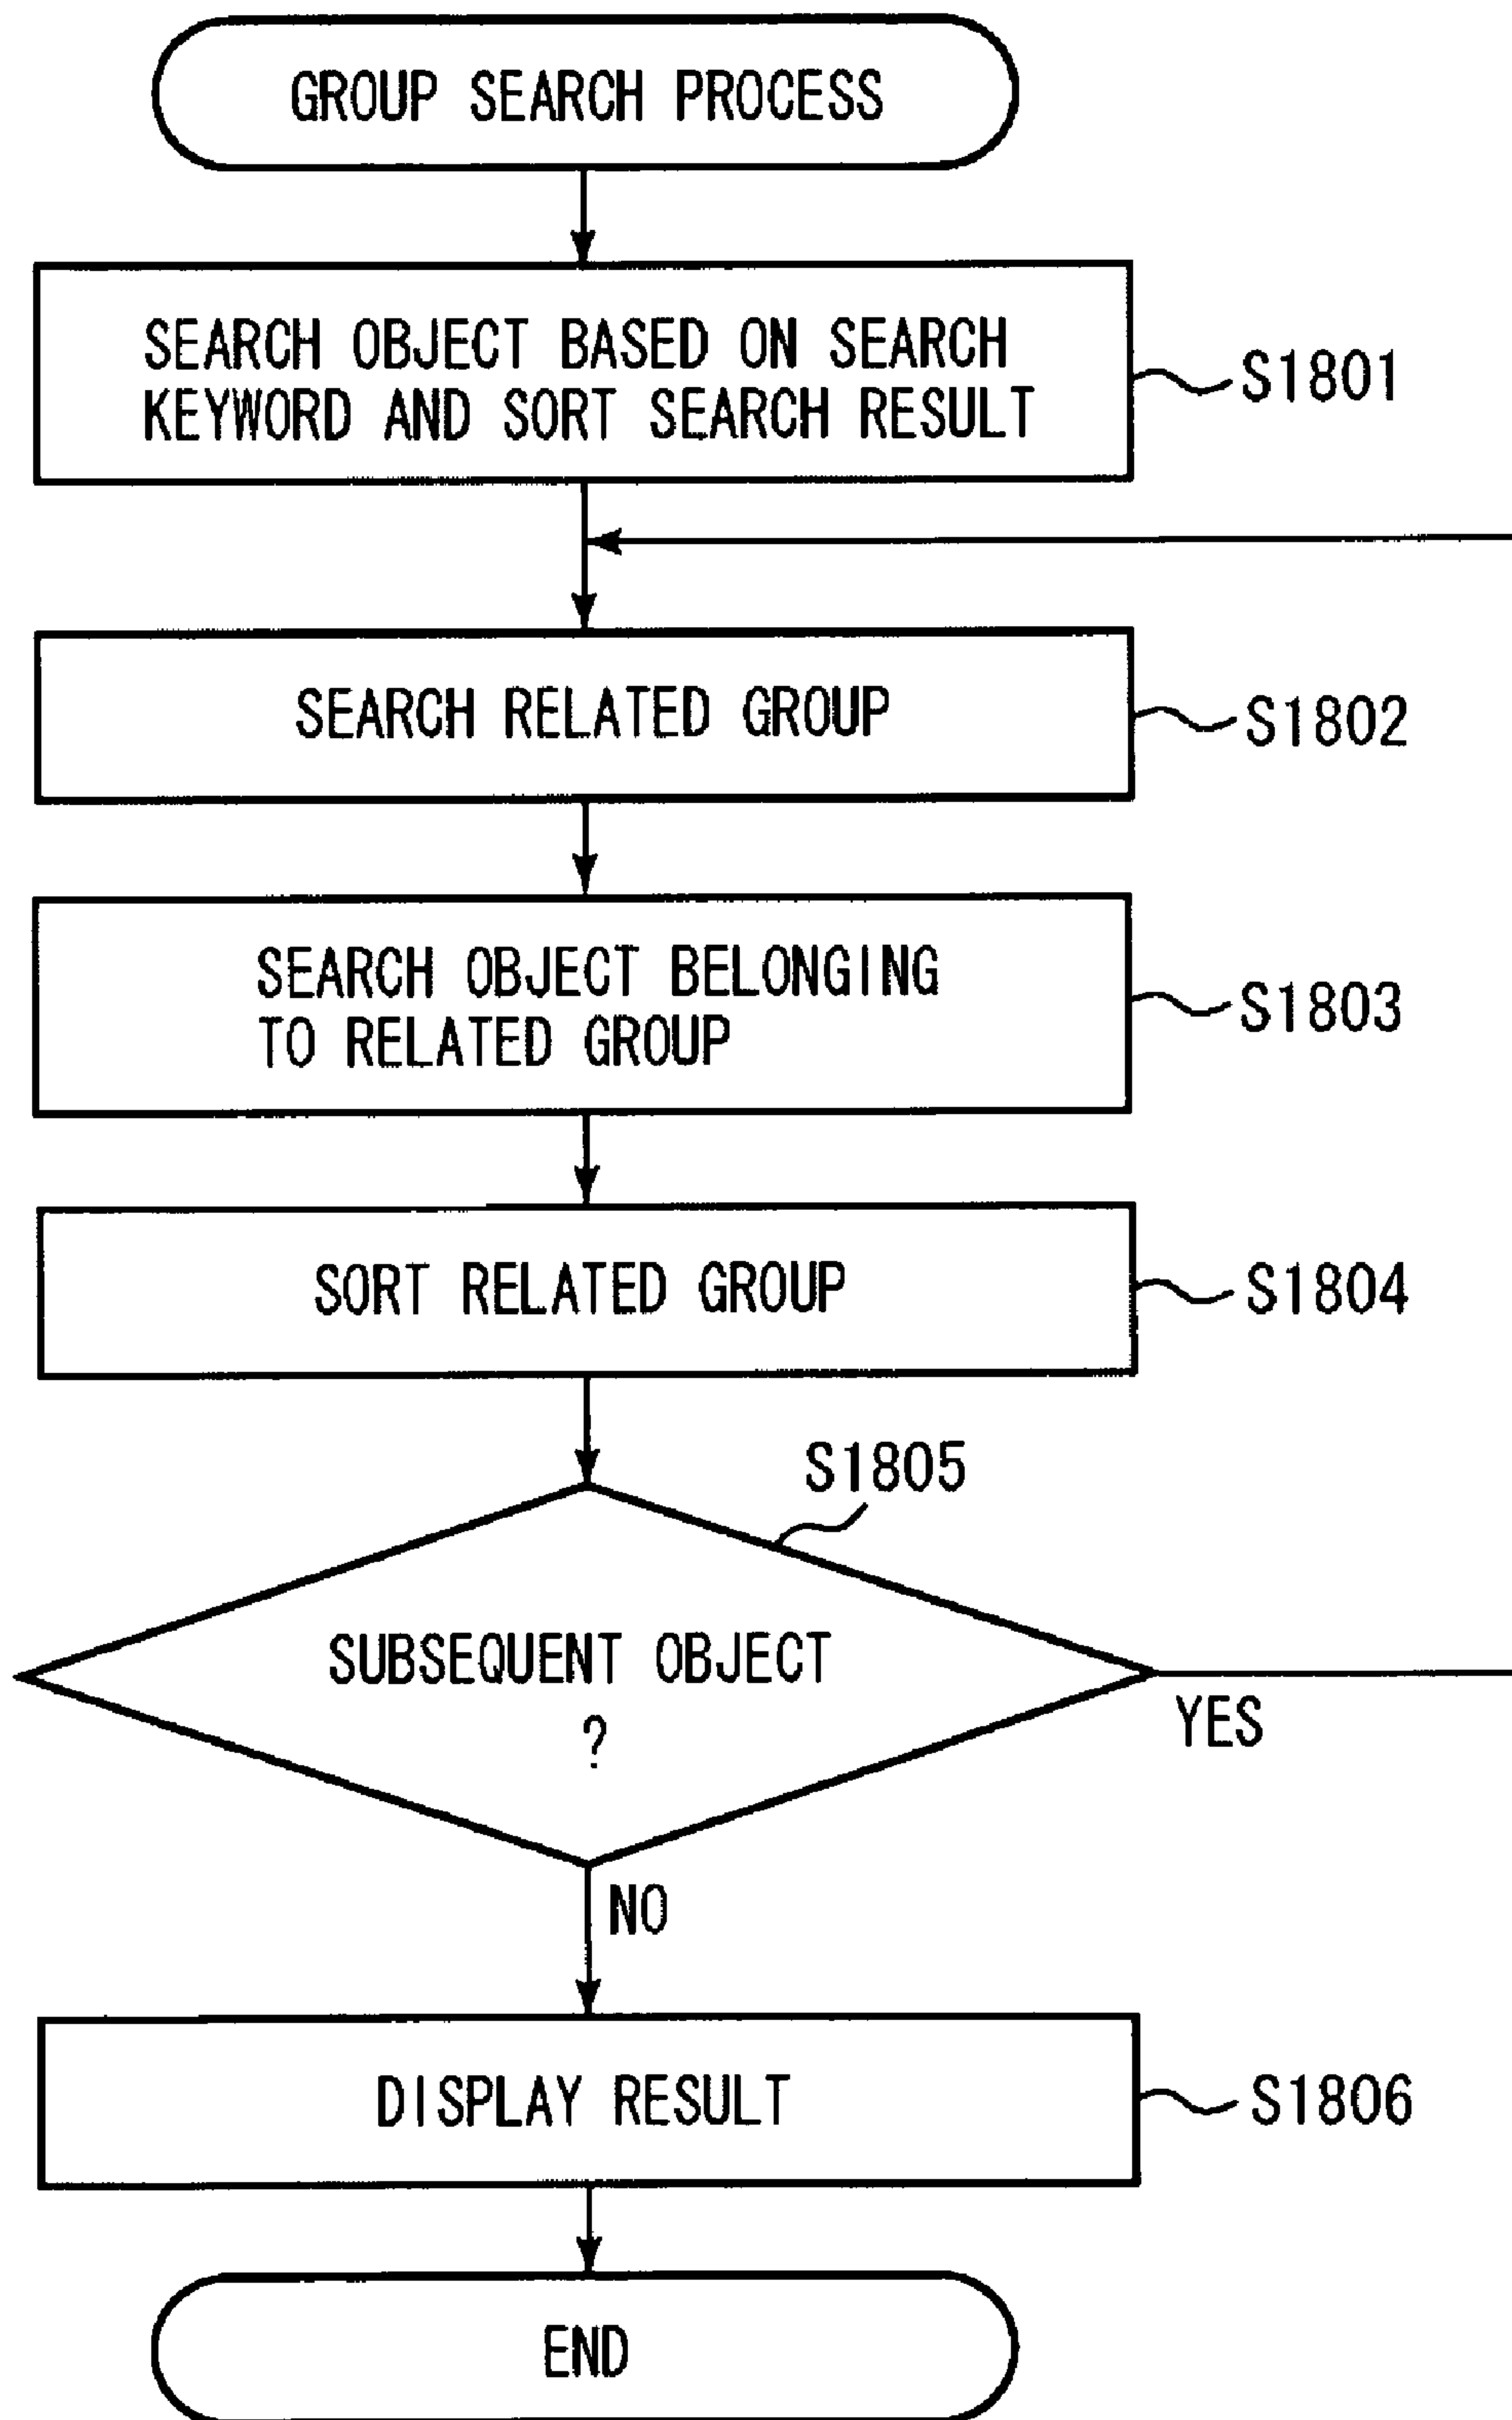 GROUP SEARCH PROCESS
SEARCH OBJECT BASED ON SEARCH
KEYWORD AND SORT SEARCH RESULT
S1801
SEARCH RELATED GROUP
S1802
SEARCH OBJECT BELONGING
TO RELATED GROUP
S1803
SORT RELATED GROUP
S1804
S1805
SUBSEQUENT OBJECT
?
YES
NO
DISPLAY RESULT
S1806
END